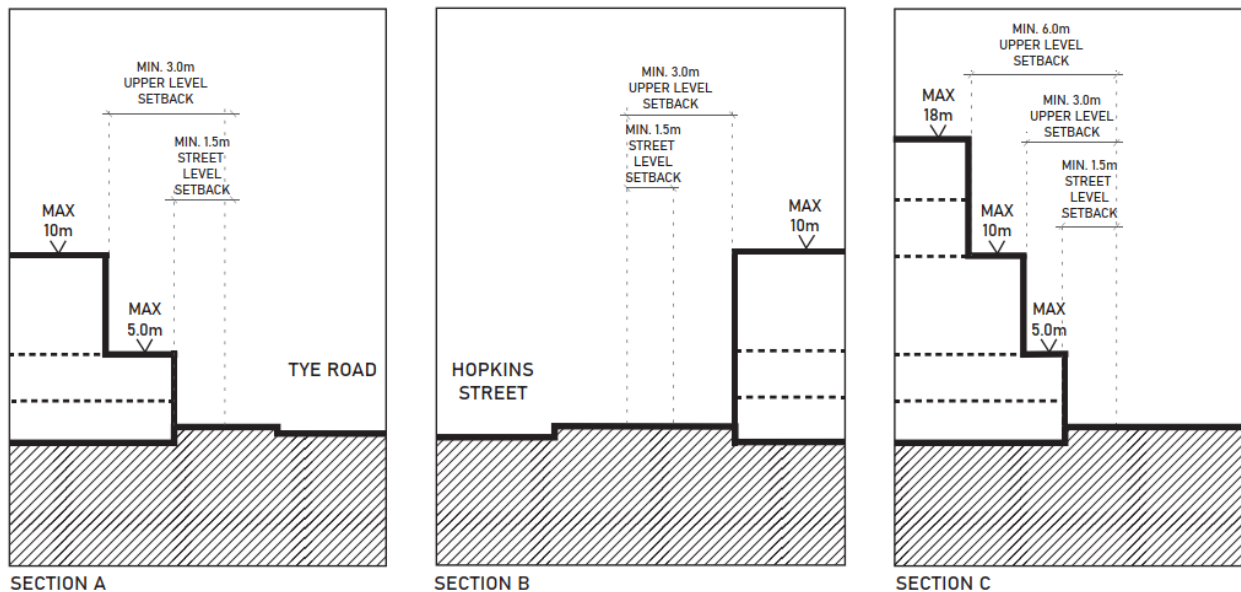 MIN. 3.0m
UPPER LEVEL
SETBACK
MIN. 1.5m
STREET
LEVEL
SETBACK
MAX
10m
MAX
5.0m
TYE ROAD
SECTION A
MIN. 3.0m
UPPER LEVEL
SETBACK
MIN. 1.5m
STREET
LEVEL
SETBACK
MAX
10m
HOPKINS
STREET
SECTION B
MIN. 6.0m
UPPER LEVEL
SETBACK
MAX
18m
MIN. 3.0m
UPPER LEVEL
SETBACK
MIN. 1.5m
STREET
LEVEL
SETBACK
MAX
10m
MAX
5.0m
SECTION C